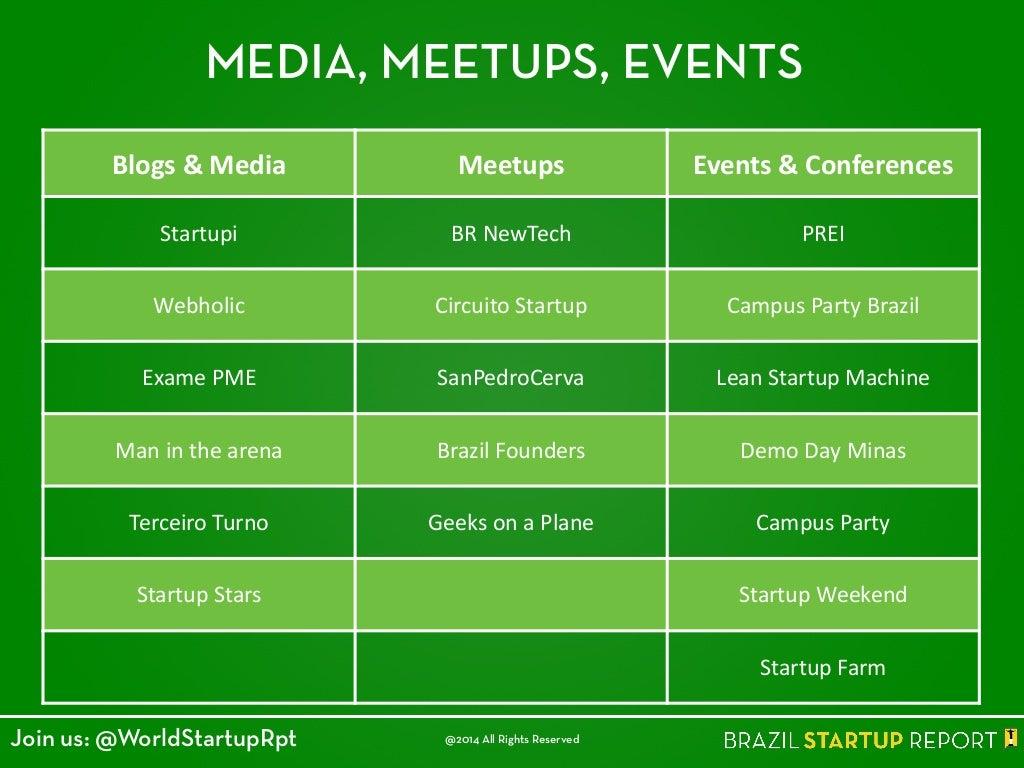 MEDIA, MEETUPS, EVENTS
Blogs & Media Meetups Events & Conferences
Startupi BR NewTech PREI
Webholic Circuito Startup Campus Party Brazil
Exame PME SanPedroCerva Lean Startup Machine
Man in the arena Brazil Founders Demo Day Minas
Terceiro Turno Geeks on a Plane Campus Party
Startup Stars Startup Weekend
Startup Farm
Join us: @WorldStartupRpt @2014 All Rights Reserved BRAZIL STARTUP REPORT